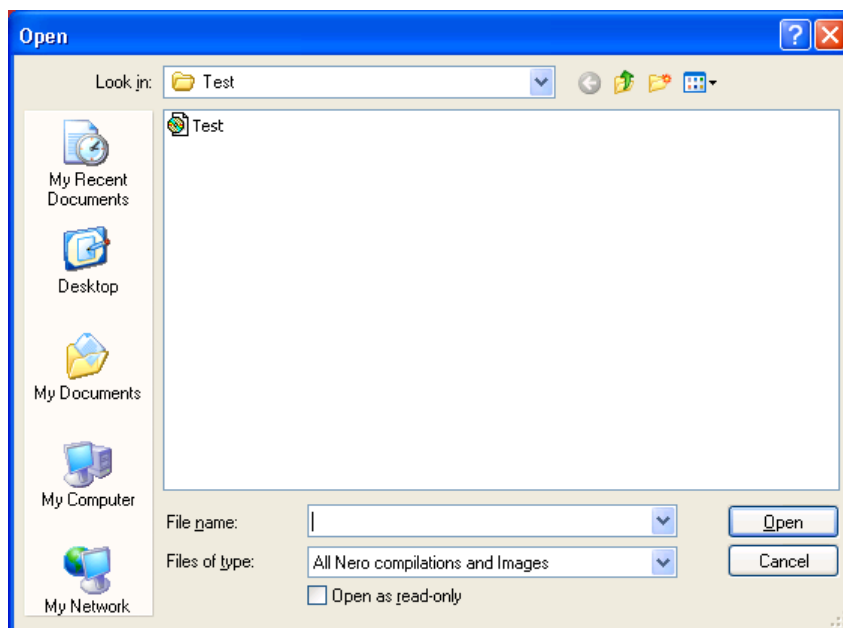 Open
Look in: Test
Test
My Recent
Documents
Desktop
My Documents
My Computer
My Network
File name:
Open
Files of type: All Nero compilations and Images
Cancel
Open as read-only